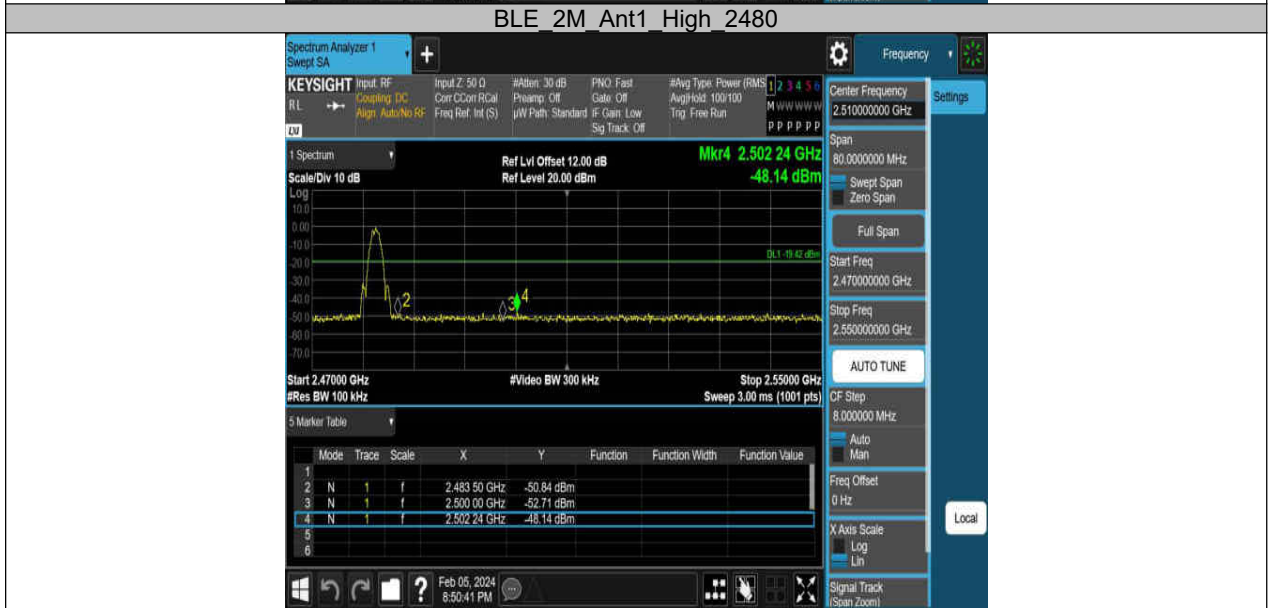 BLE_2M_Ant1_High_2480
Spectrum Analyzer 1
Swept SA
+
Frequency
KEYSIGHT
RL
LXI
Input: RF
Coupling: DC
Align: Auto/No RF
Input Z: 50 Ω
Corr CCorr RCal
Freq Ref: Int (S)
#Atten: 30 dB
Preamp: Off
µW Path: Standard
PNO: Fast
Gate: Off
IF Gain: Low
Sig Track: Off
#Avg Type: Power (RMS
Avg|Hold: 100/100
Trig: Free Run
1 2 3 4 5 6
M W W W W W
P P P P P P
1 Spectrum
Scale/Div 10 dB
Ref Lvl Offset 12.00 dB
Ref Level 20.00 dBm
Mkr4 2.502 24 GHz
-48.14 dBm
Log
10.0
0.00
-10.0
-20.0
-30.0
-40.0
-50.0
-60.0
-70.0
DL1 -19.42 dBm
2
3
4
Start 2.47000 GHz
#Res BW 100 kHz
#Video BW 300 kHz
Stop 2.55000 GHz
Sweep 3.00 ms (1001 pts)
5 Marker Table
Mode Trace Scale X Y Function Function Width Function Value
1
2 N 1 f 2.483 50 GHz -50.84 dBm
3 N 1 f 2.500 00 GHz -52.71 dBm
4 N 1 f 2.502 24 GHz -48.14 dBm
5
6
?
Feb 05, 2024
8:50:41 PM
Center Frequency
2.510000000 GHz
Settings
Span
80.0000000 MHz
Swept Span
Zero Span
Full Span
Start Freq
2.470000000 GHz
Stop Freq
2.550000000 GHz
AUTO TUNE
CF Step
8.000000 MHz
Auto
Man
Freq Offset
0 Hz
X Axis Scale
Log
Lin
Local
Signal Track
(Span Zoom)